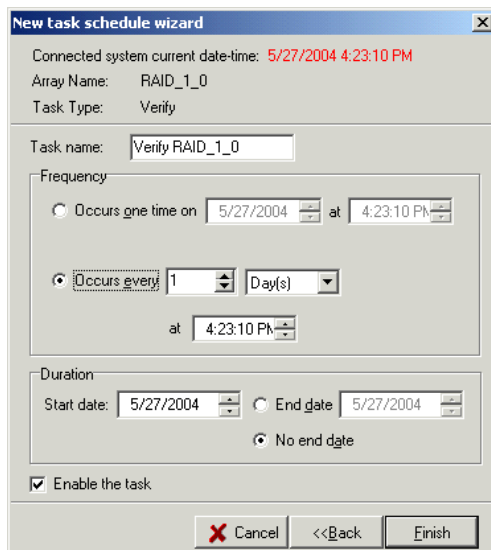 New task schedule wizard
Connected system current date-time: 5/27/2004 4:23:10 PM
Array Name: RAID_1_0
Task Type: Verify
Task name: Verify RAID_1_0
Frequency
Occurs one time on 5/27/2004 at 4:23:10 PM
Occurs every 1 Day(s)
at 4:23:10 PM
Duration
Start date: 5/27/2004 End date 5/27/2004
No end date
Enable the task
Cancel <<Back Finish